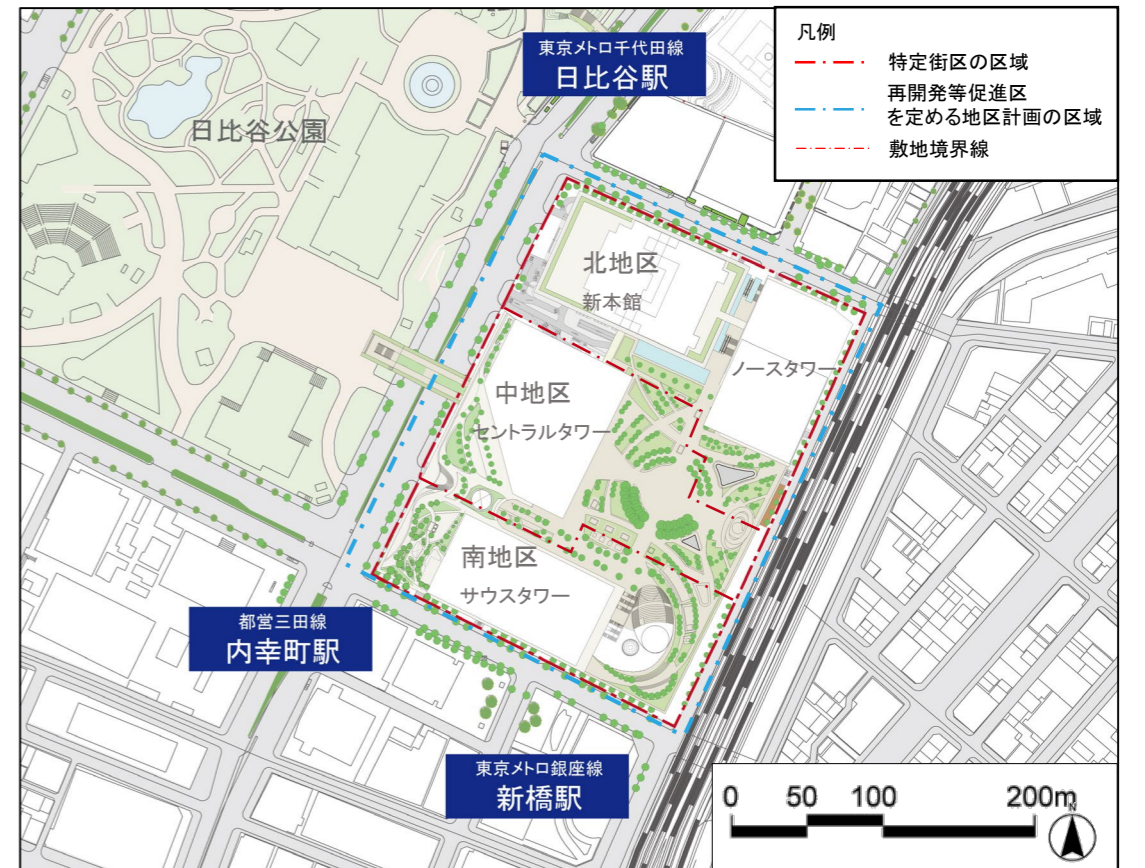 東京メトロ千代田線
日比谷駅
凡例
特定街区の区域
再開発等促進区
を定める地区計画の区域
敷地境界線
日比谷公園
北地区
新本館
ノースタワー
中地区
セントラルタワー
南地区
サウスタワー
都営三田線
内幸町駅
東京メトロ銀座線
新橋駅
0 50 100 200m
N